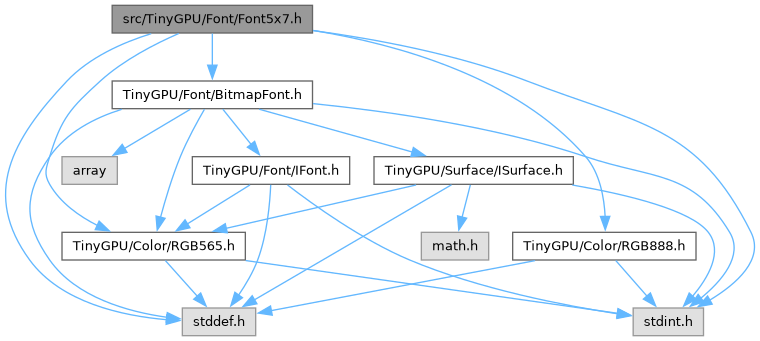 src/TinyGPU/Font/Font5x7.h
TinyGPU/Font/BitmapFont.h
array
TinyGPU/Font/IFont.h
TinyGPU/Surface/ISurface.h
TinyGPU/Color/RGB565.h
math.h
TinyGPU/Color/RGB888.h
stddef.h
stdint.h